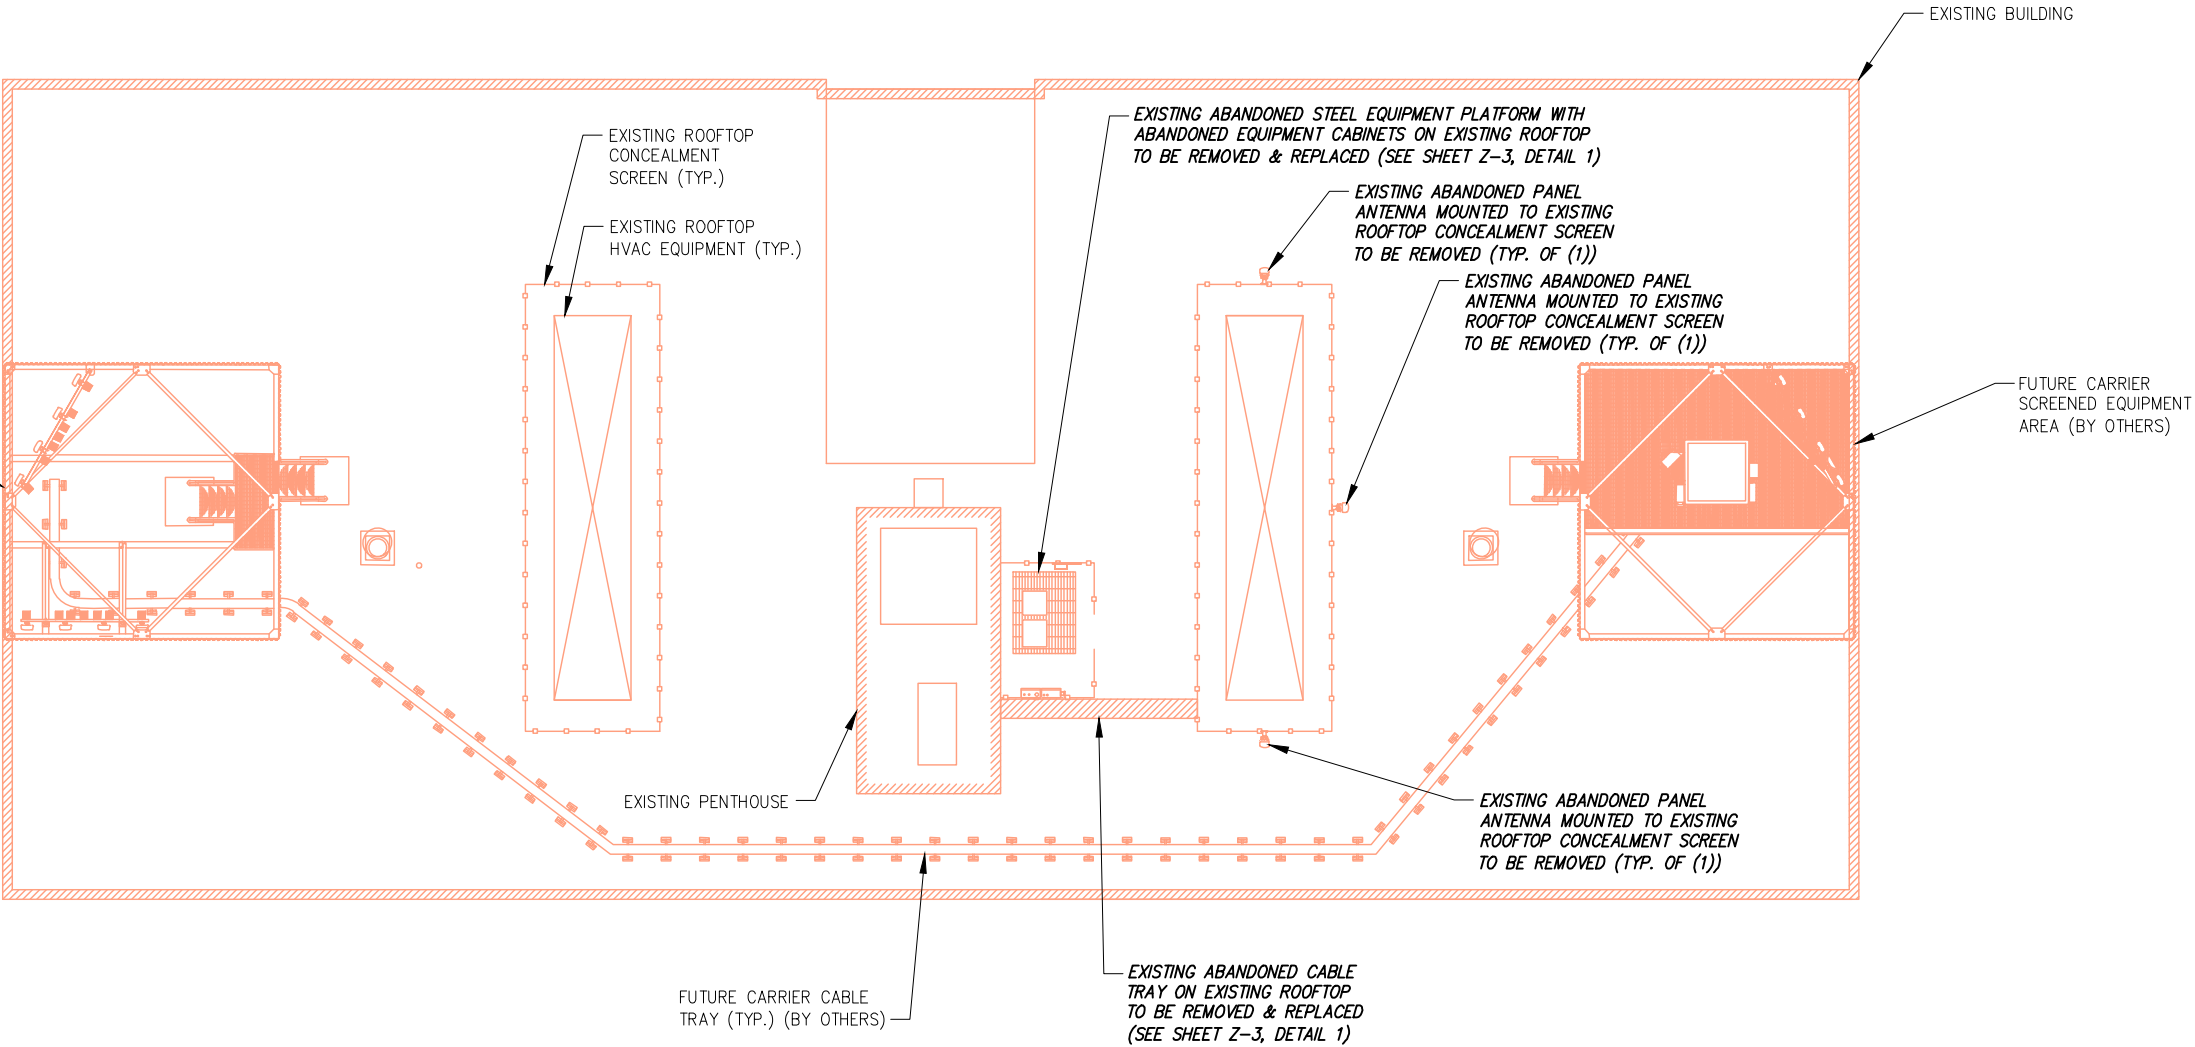 EXISTING BUILDING
EXISTING ROOFTOP
CONCEALMENT
SCREEN (TYP.)
EXISTING ROOFTOP
HVAC EQUIPMENT (TYP.)
EXISTING ABANDONED STEEL EQUIPMENT PLATFORM WITH
ABANDONED EQUIPMENT CABINETS ON EXISTING ROOFTOP
TO BE REMOVED & REPLACED (SEE SHEET Z-3, DETAIL 1)
EXISTING ABANDONED PANEL
ANTENNA MOUNTED TO EXISTING
ROOFTOP CONCEALMENT SCREEN
TO BE REMOVED (TYP. OF (1))
EXISTING ABANDONED PANEL
ANTENNA MOUNTED TO EXISTING
ROOFTOP CONCEALMENT SCREEN
TO BE REMOVED (TYP. OF (1))
FUTURE CARRIER
SCREENED EQUIPMENT
AREA (BY OTHERS)
EXISTING PENTHOUSE
EXISTING ABANDONED PANEL
ANTENNA MOUNTED TO EXISTING
ROOFTOP CONCEALMENT SCREEN
TO BE REMOVED (TYP. OF (1))
FUTURE CARRIER CABLE
TRAY (TYP.) (BY OTHERS)
EXISTING ABANDONED CABLE
TRAY ON EXISTING ROOFTOP
TO BE REMOVED & REPLACED
(SEE SHEET Z-3, DETAIL 1)